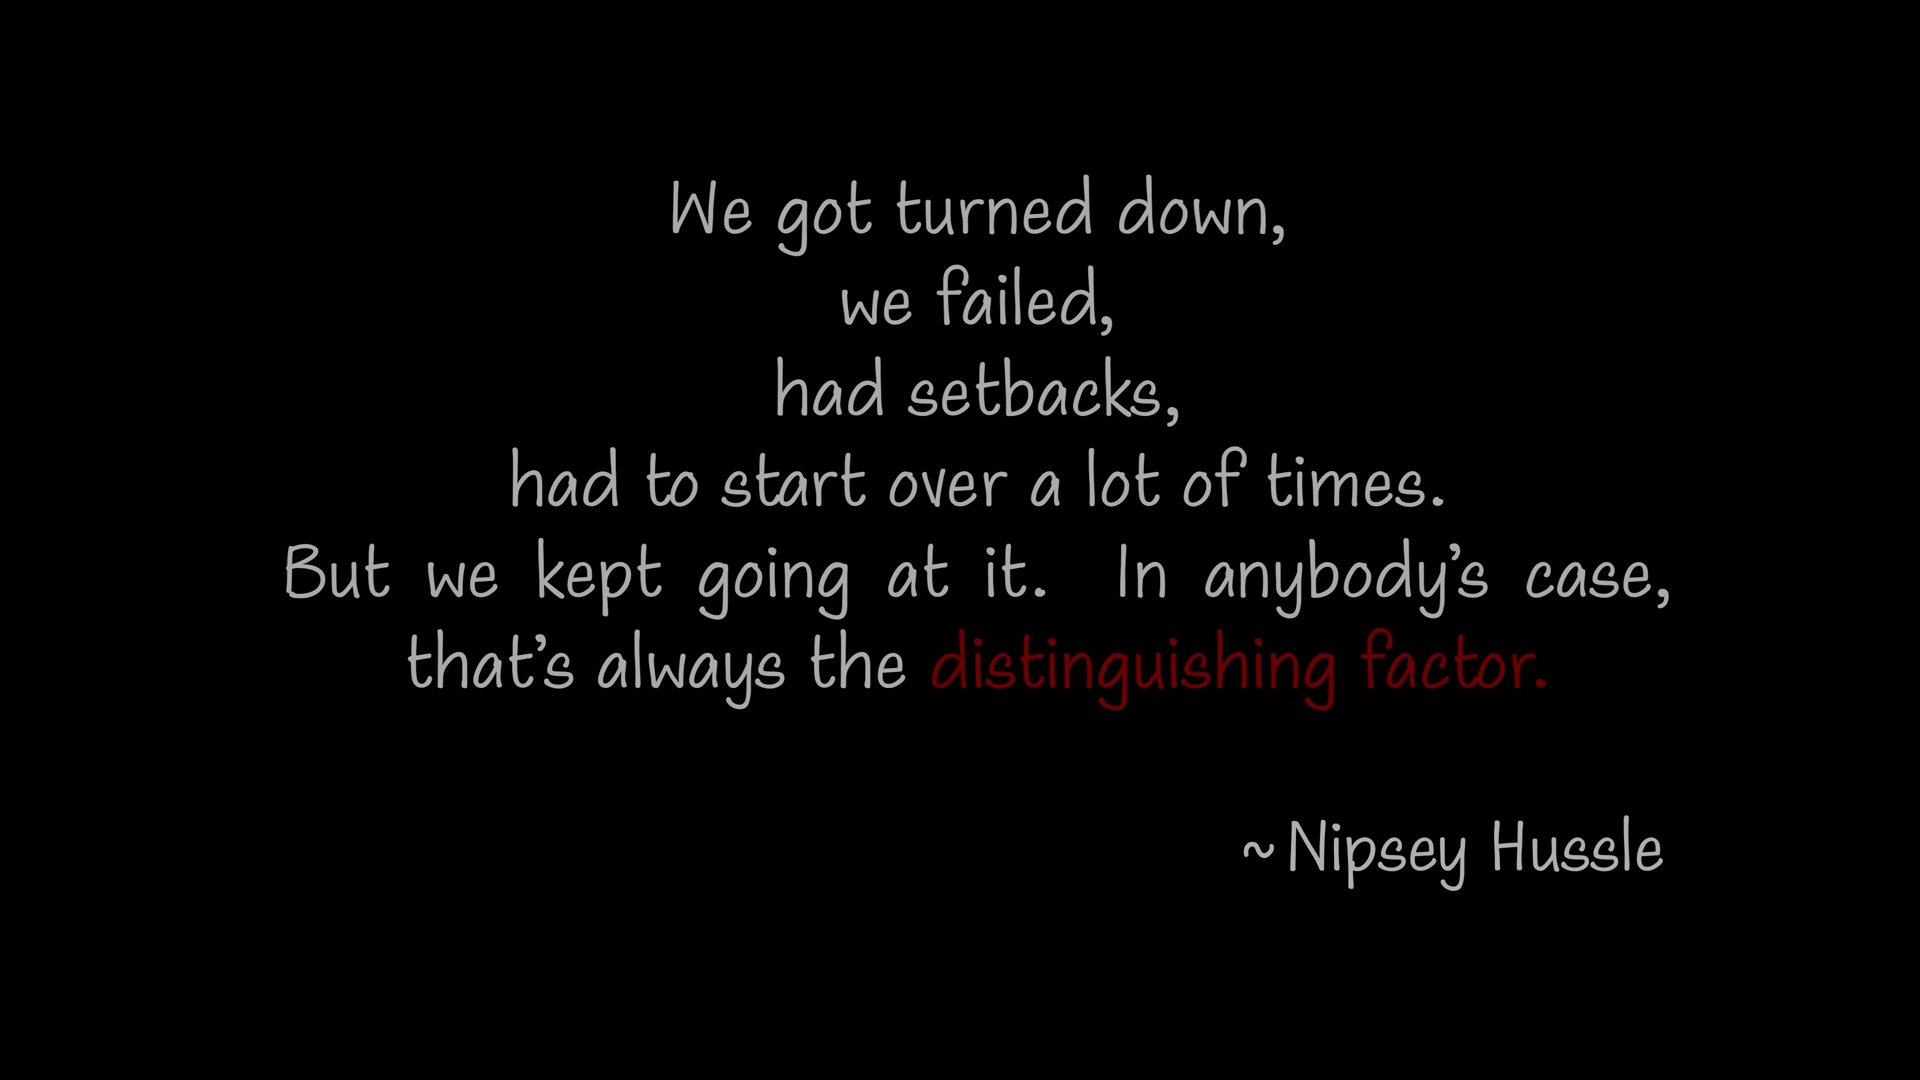 We got turned down,
we failed,
had setbacks,
had to start over a lot of times.
But we kept going at it. In anybody’s case,
that’s always the distinguishing factor.
~Nipsey Hussle